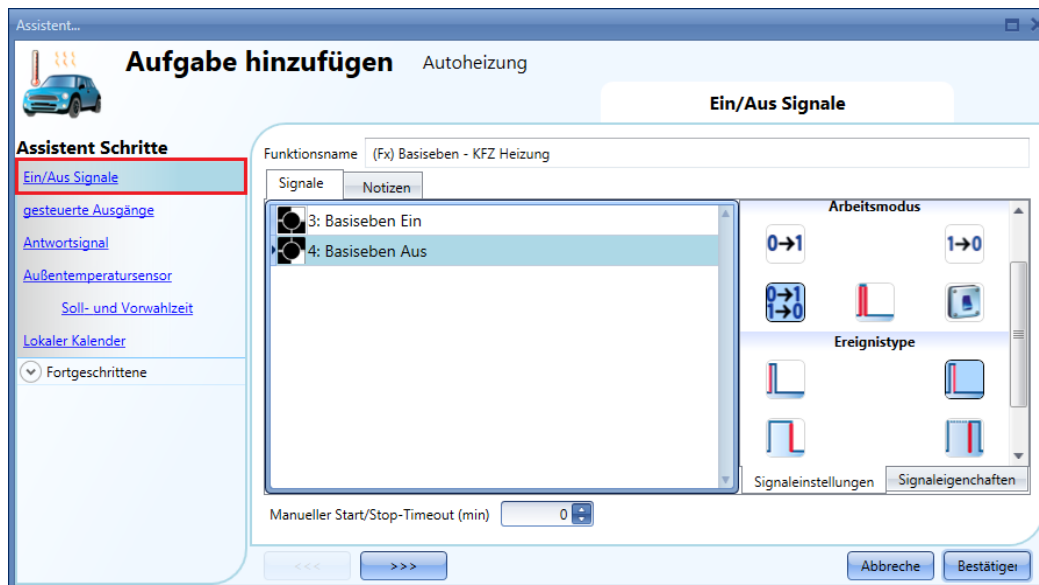 Assistent...
Aufgabe hinzufügen Autoheizung
Ein/Aus Signale
Assistent Schritte
Ein/Aus Signale
gesteuerte Ausgänge
Antwortsignal
Außentemperatursensor
Soll- und Vorwahlzeit
Lokaler Kalender
Fortgeschrittene
Funktionsname (Fx) Basiseben - KFZ Heizung
Signale Notizen
3: Basiseben Ein
4: Basiseben Aus
Arbeitsmodus
0→1 1→0
0→1
1→0
Ereignistype
Signaleinstellungen Signaleigenchaften
Manueller Start/Stop-Timeout (min) 0
<<< >>> Abbreche Bestätiger